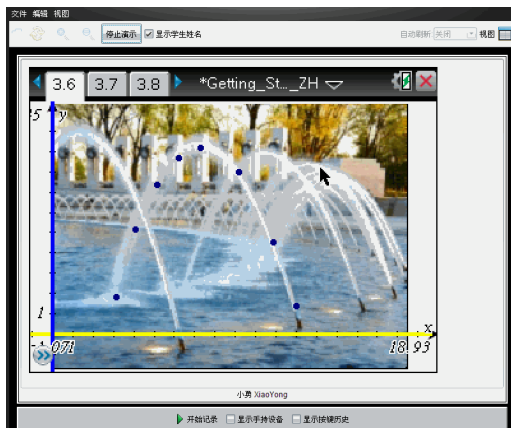 文件 编辑 视图
停止演示 显示学生姓名 自动刷新: 关闭 视图
3.6 3.7 3.8 *Getting_St..._ZH
y
1
x
18.93
小勇 XiaoYong
开始记录 显示手持设备 显示按键历史